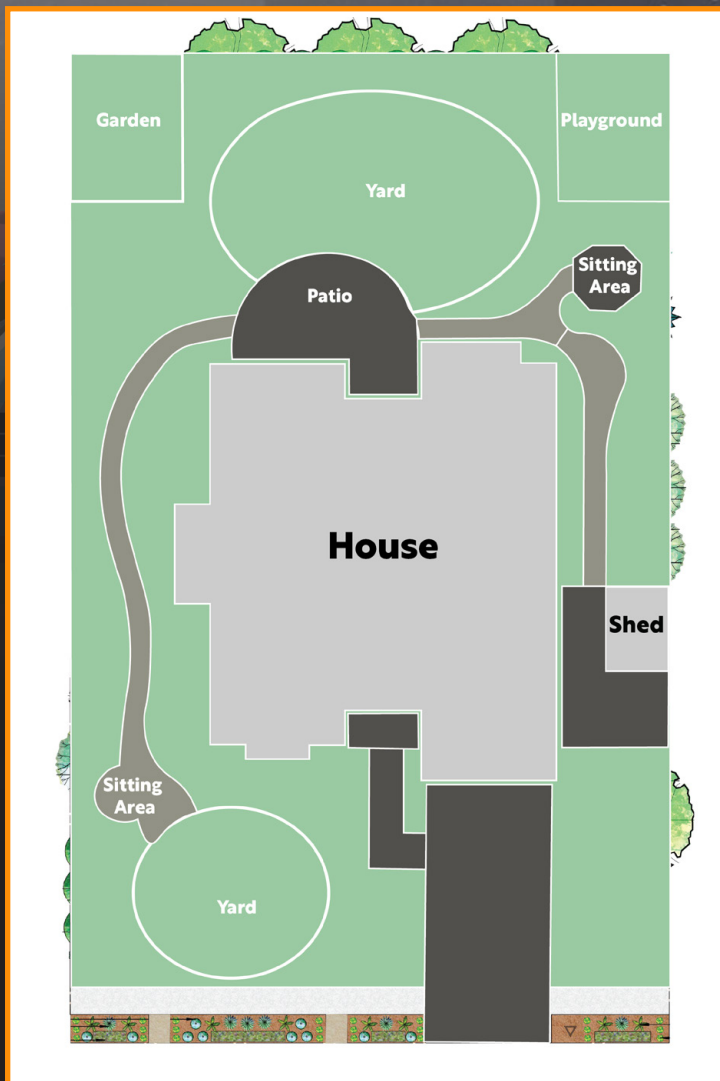 Garden
Playground
Yard
Sitting
Area
Patio
House
Shed
Sitting
Area
Yard